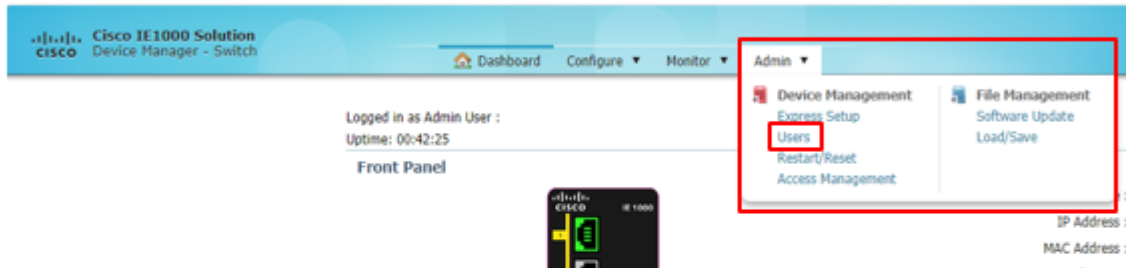 Cisco IE1000 Solution
CISCO Device Manager - Switch
Dashboard Configure ▼ Monitor ▼ Admin ▼
Device Management File Management
Express Setup Software Update
Users Load/Save
Restart/Reset
Access Management
Logged in as Admin User :
Uptime: 00:42:25
Front Panel
CISCO IE 1000
1
IP Address :
MAC Address :